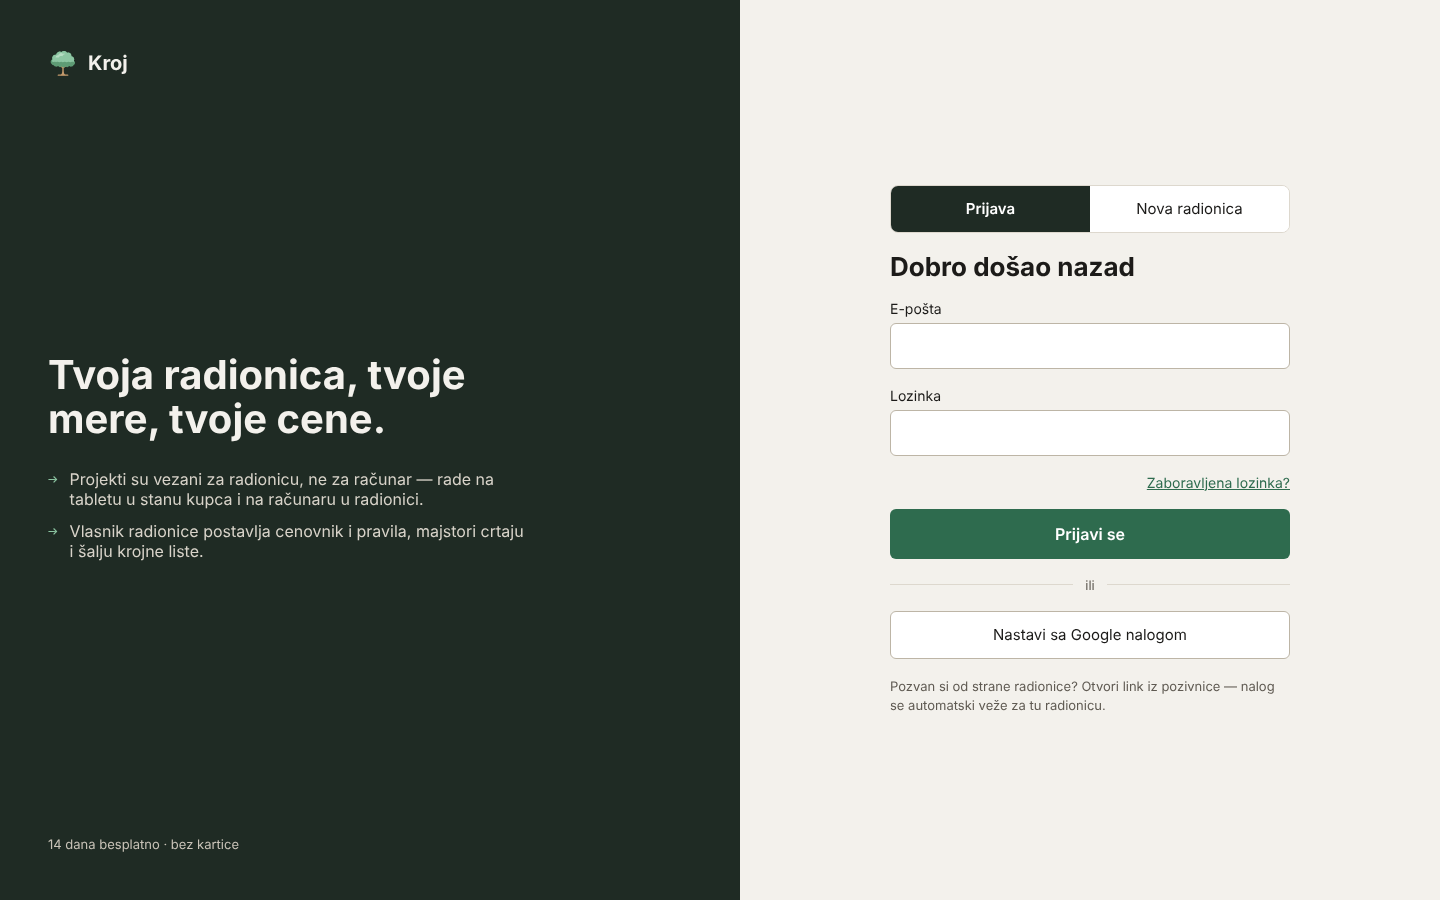 Kroj
Tvoja radionica, tvoje
mere, tvoje cene.
→ Projekti su vezani za radionicu, ne za računar — rade na
tabletu u stanu kupca i na računaru u radionici.
→ Vlasnik radionice postavlja cenovnik i pravila, majstori crtaju
i šalju krojne liste.
14 dana besplatno · bez kartice
Prijava
Nova radionica
Dobro došao nazad
E-pošta
Lozinka
Zaboravljena lozinka?
Prijavi se
ili
Nastavi sa Google nalogom
Pozvan si od strane radionice? Otvori link iz pozivnice — nalog
se automatski veže za tu radionicu.